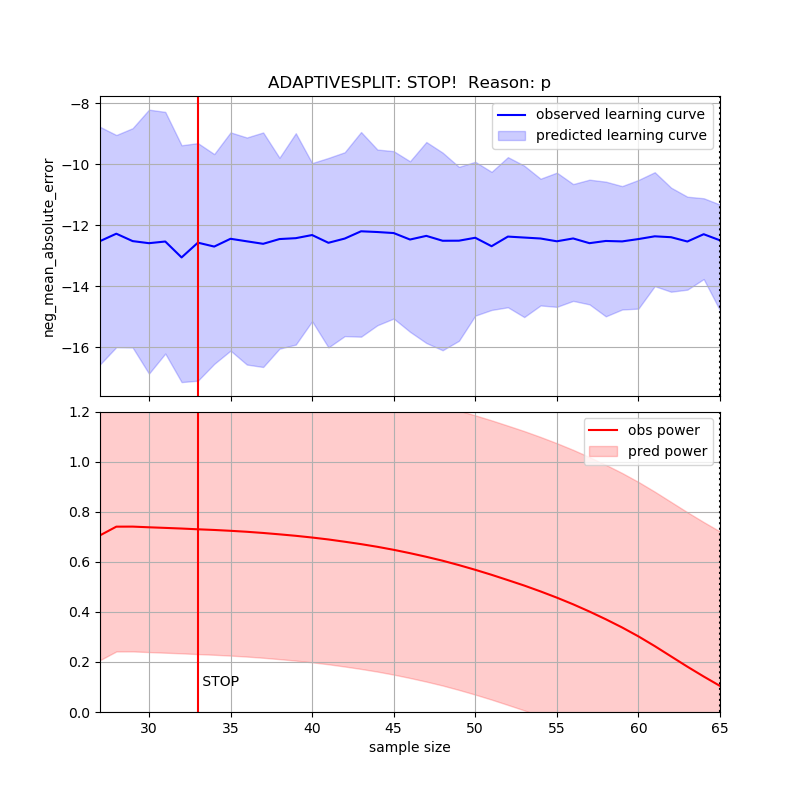 ADAPTIVESPLIT: STOP!  Reason: p
−8
−10
−12
−14
−16
neg_mean_absolute_error
observed learning curve
predicted learning curve
1.2
1.0
0.8
0.6
0.4
0.2
0.0
obs power
pred power
STOP
30 35 40 45 50 55 60 65
sample size